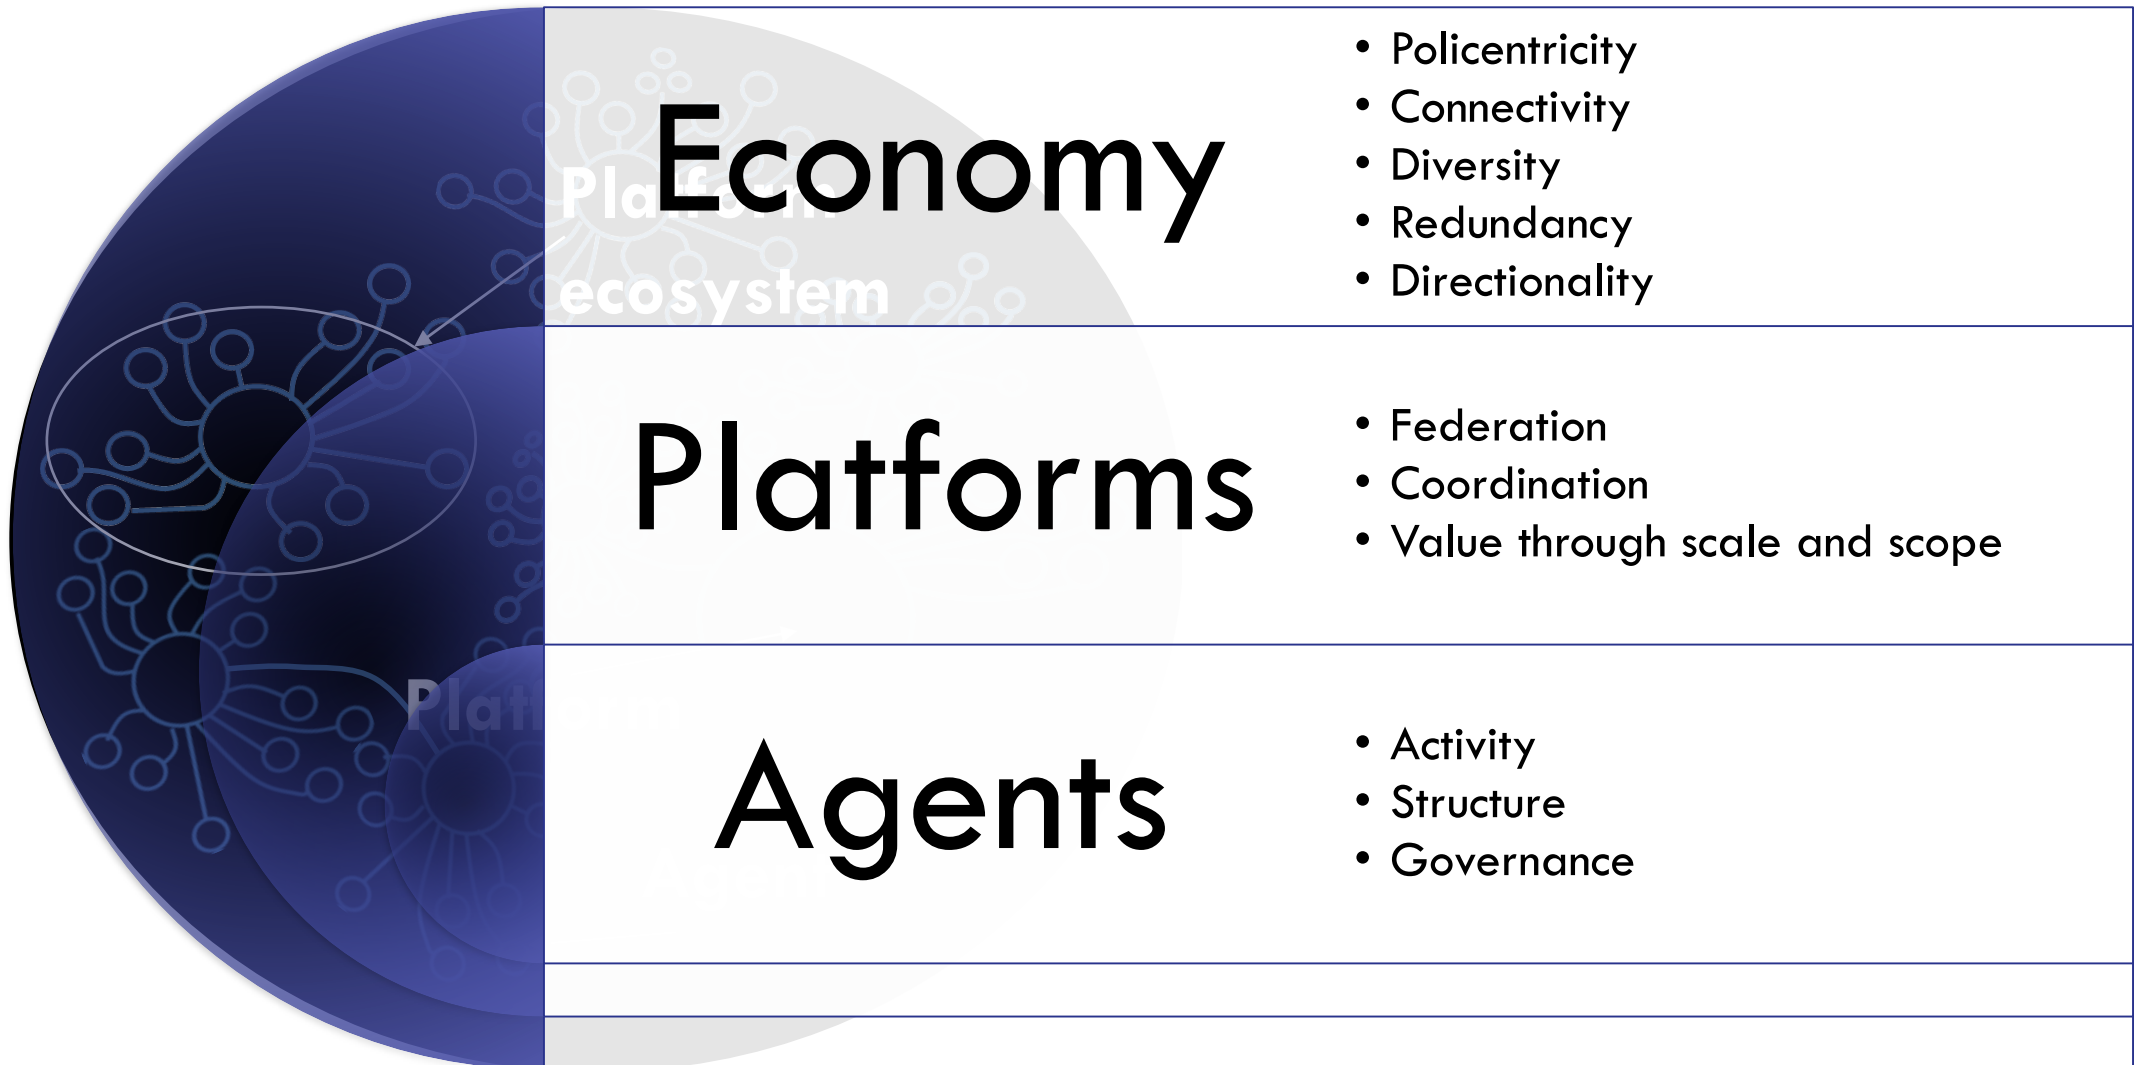 Economy
• Policentricity
• Connectivity
• Diversity
• Redundancy
• Directionality
Platform
ecosystem
Platforms
• Federation
• Coordination
• Value through scale and scope
Platform
Agents
• Activity
• Structure
• Governance